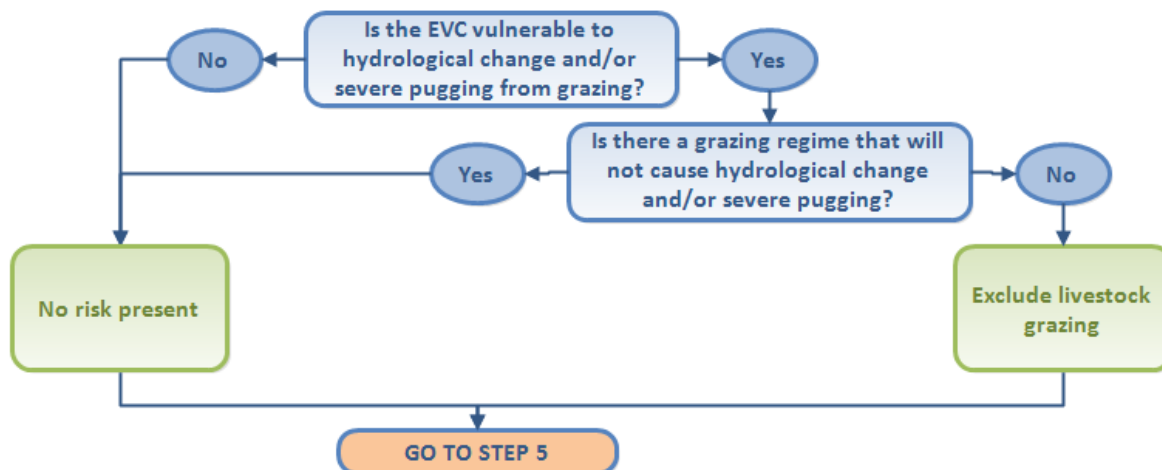 Is the EVC vulnerable to
hydrological change and/or
severe pugging from grazing?
No
Yes
Is there a grazing regime that will
not cause hydrological change
and/or severe pugging?
Yes
No
No risk present
Exclude livestock
grazing
GO TO STEP 5